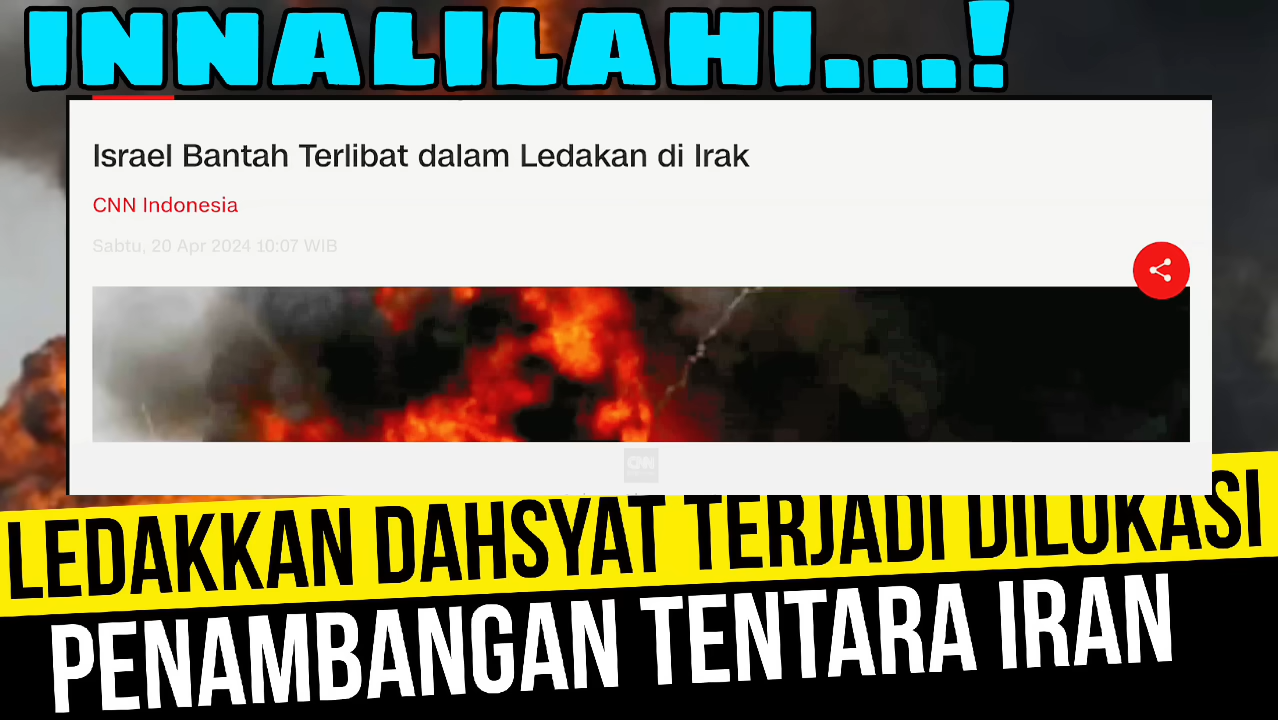 INNALILAHI...!
Israel Bantah Terlibat dalam Ledakan di Irak
CNN Indonesia
Sabtu, 20 Apr 2024 10:07 WIB
CNN
LEDAKKAN DAHSYAT TERJADI DILOKASI
PENAMBANGAN TENTARA IRAN